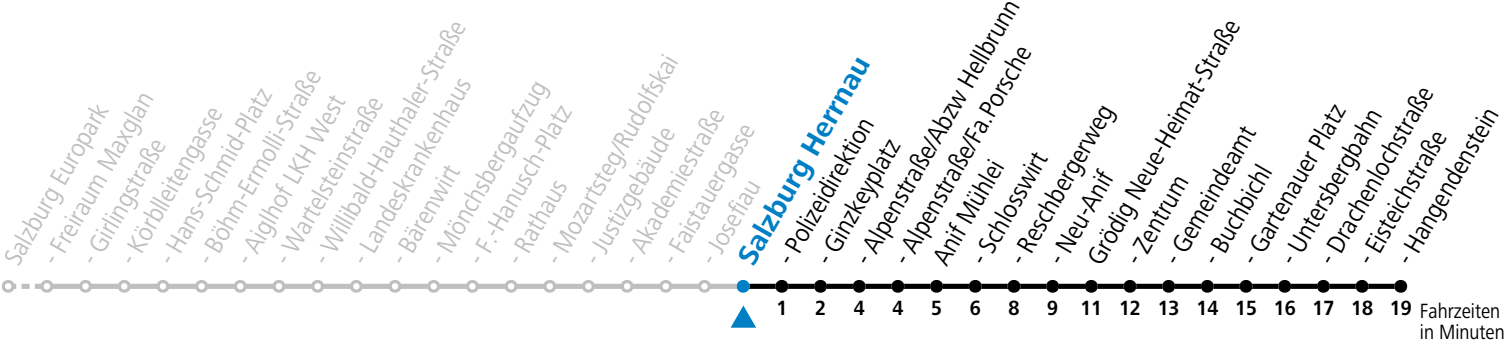 Salzburg Europark
- Freiraum Maxglan
- Girlingstraße
- Körblleitengasse
- Hans-Schmid-Platz
- Böhm-Ermolli-Straße
- Aiglhof LKH West
- Wartelsteinstraße
- Willibald-Hauthaler-Straße
- Landeskrankenhaus
- Bärenwirt
- Mönchsbergaufzug
- F.-Hanusch-Platz
- Rathaus
- Mozartsteg/Rudolfskai
- Justizgebäude
- Akademiestraße
- Faistauergasse
- Josefiau
Salzburg Herrnau
- Polizeidirektion
- Ginzkeyplatz
- Alpenstraße/Abzw Hellbrunn
- Alpenstraße/Fa.Porsche
Anif Mühlei
- Schlosswirt
- Reschbergerweg
- Neu-Anif
Grödig Neue-Heimat-Straße
- Zentrum
- Gemeindeamt
- Buchbichl
- Gartenauer Platz
- Untersbergbahn
- Drachenlochstraße
- Eisteichstraße
- Hangendenstein
1 2 4 4 5 6 8 9 11 12 13 14 15 16 17 18 19 Fahrzeiten
in Minuten